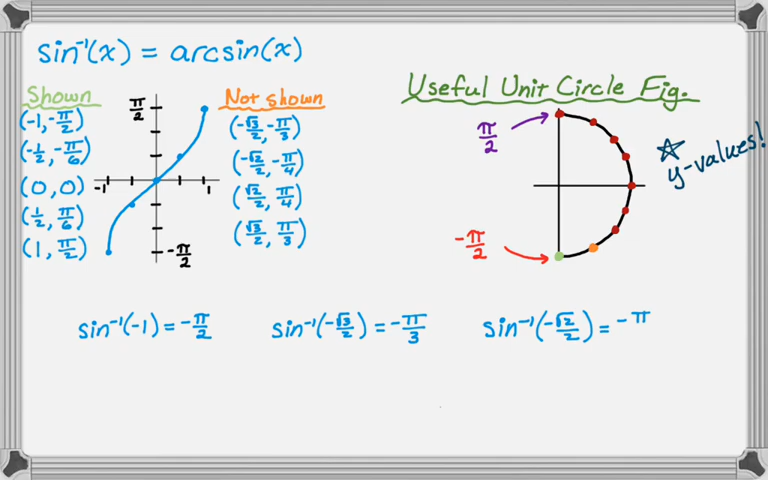 sin⁻¹(x) = arcsin(x)
Shown
(-1, -π/2)
(-1/2, -π/6)
(0, 0)
(1/2, π/6)
(1, π/2)
π/2
-1
1
-π/2
Not shown
(-√3/2, -π/3)
(-√2/2, -π/4)
(√2/2, π/4)
(√3/2, π/3)
Useful Unit Circle Fig.
π/2
-π/2
☆ y-values!
sin⁻¹(-1) = -π/2
sin⁻¹(-√3/2) = -π/3
sin⁻¹(-√2/2) = -π